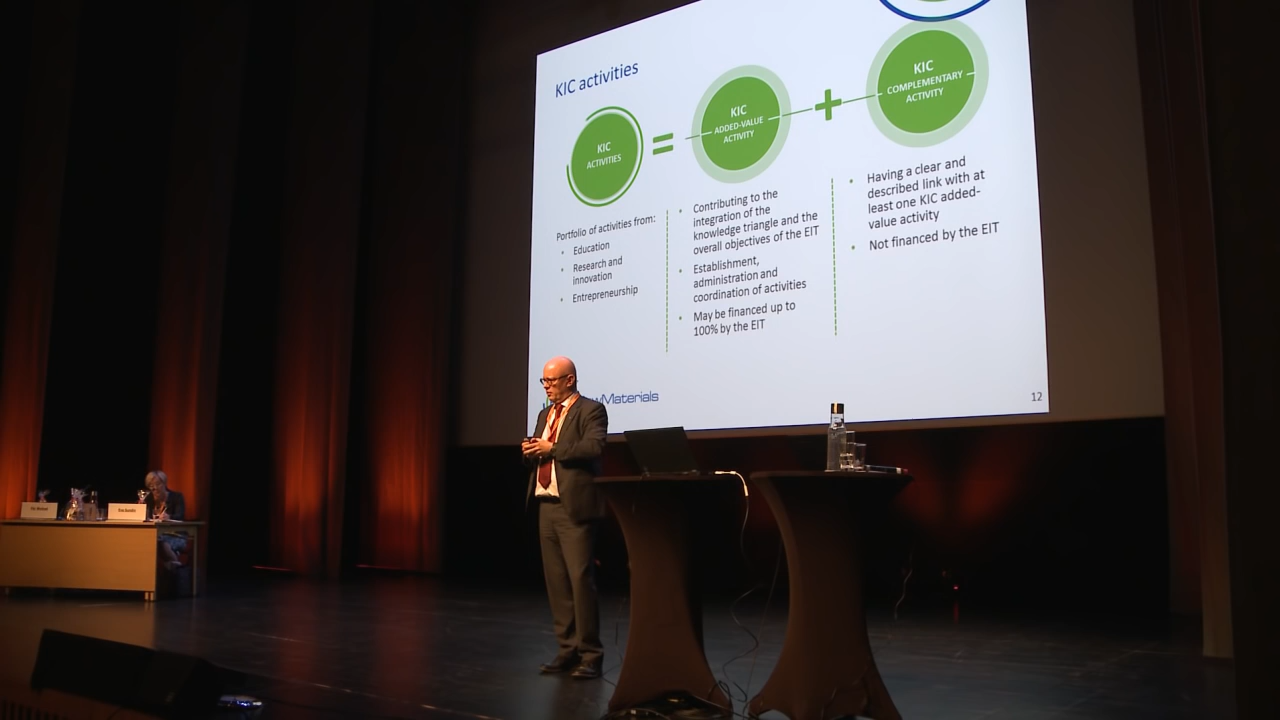 KIC activities
KIC
ACTIVITIES
=
KIC
ADDED-VALUE
ACTIVITY
+
KIC
COMPLEMENTARY
ACTIVITY
Portfolio of activities from:
• Education
• Research and
innovation
• Entrepreneurship
• Contributing to the
integration of the
knowledge triangle and the
overall objectives of the EIT
• Establishment,
administration and
coordination of activities
• May be financed up to
100% by the EIT
• Having a clear and
described link with at
least one KIC added-
value activity
• Not financed by the EIT
wMaterials
12